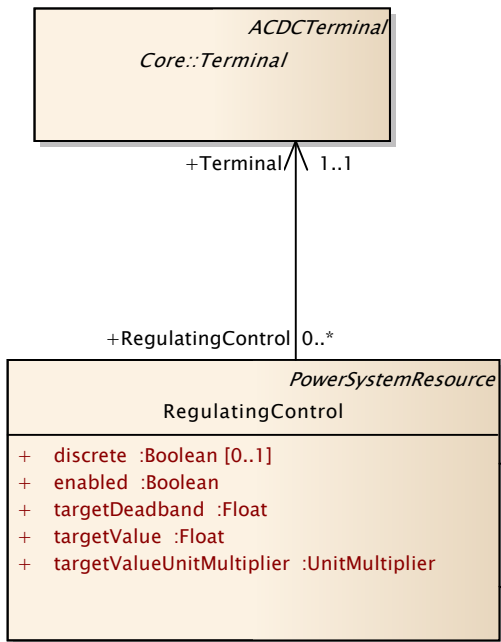 ACDCTerminal
Core::Terminal
+Terminal 1..1
+RegulatingControl 0..*
PowerSystemResource
RegulatingControl
+ discrete :Boolean [0..1]
+ enabled :Boolean
+ targetDeadband :Float
+ targetValue :Float
+ targetValueUnitMultiplier :UnitMultiplier